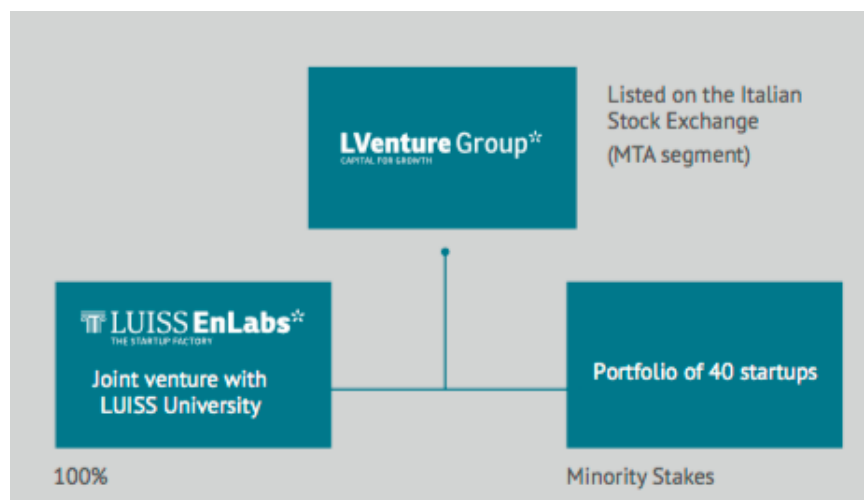 LVenture Group
CAPITAL FOR GROWTH
Listed on the Italian
Stock Exchange
(MTA segment)
LUISS EnLabs
THE STARTUP FACTORY
Joint venture with
LUISS University
Portfolio of 40 startups
100%
Minority Stakes